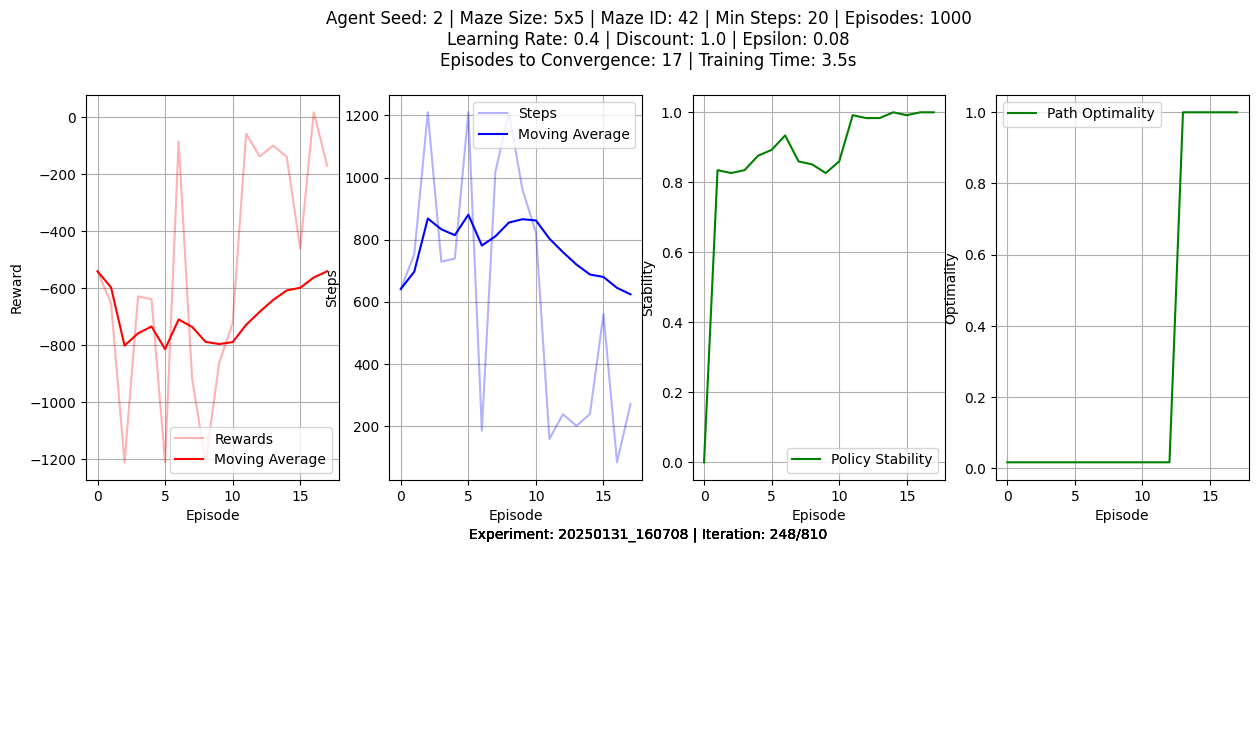 Agent Seed: 2 | Maze Size: 5x5 | Maze ID: 42 | Min Steps: 20 | Episodes: 1000
Learning Rate: 0.4 | Discount: 1.0 | Epsilon: 0.08
Episodes to Convergence: 17 | Training Time: 3.5s
Reward
0
−200
−400
−600
−800
−1000
−1200
Rewards
Moving Average
0 5 10 15
Episode
Steps
1200
1000
800
600
400
200
Steps
Moving Average
0 5 10 15
Episode
Stability
1.0
0.8
0.6
0.4
0.2
0.0
Policy Stability
0 5 10 15
Episode
Optimality
1.0
0.8
0.6
0.4
0.2
0.0
Path Optimality
0 5 10 15
Episode
Experiment: 20250131_160708 | Iteration: 248/810